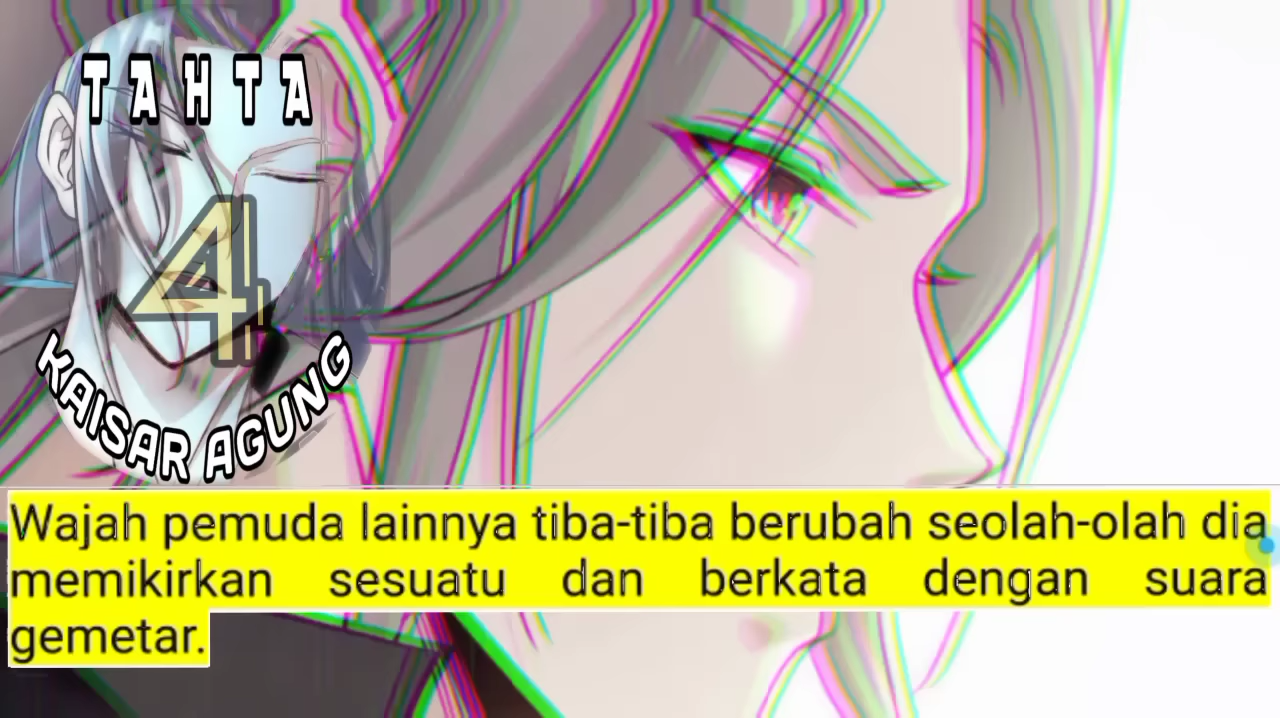 TAHTA
4
KAISAR AGUNG
Wajah pemuda lainnya tiba-tiba berubah seolah-olah dia
memikirkan sesuatu dan berkata dengan suara
gemetar.